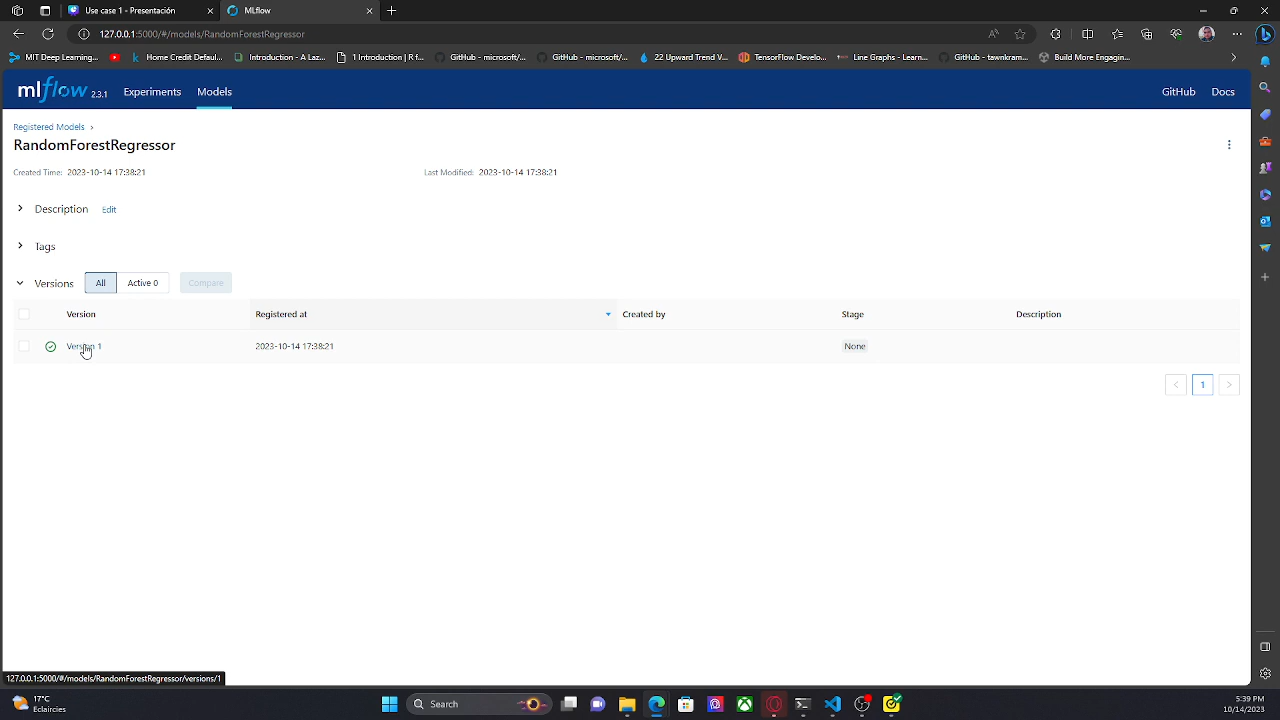 Use case 1 - Presentación
MLflow
127.0.0.1:5000/#/models/RandomForestRegressor
MIT Deep Learning...
Home Credit Defaul...
Introduction - A Laz...
1 Introduction | R f...
GitHub - microsoft/...
GitHub - microsoft/...
22. Upward Trend V...
TensorFlow Develo...
Line Graphs - Learn...
GitHub - tawnkram...
Build More Engagin...
mlflow 2.3.1 Experiments Models GitHub Docs
Registered Models >
RandomForestRegressor
Created Time: 2023-10-14 17:38:21 Last Modified: 2023-10-14 17:38:21
Description Edit
Tags
Versions All Active 0 Compare
Version Registered at Created by Stage Description
Version 1 2023-10-14 17:38:21 None
1
127.0.0.1:5000/#/models/RandomForestRegressor/versions/1
17°C
Eclaircies
Search
5:39 PM
10/14/2023